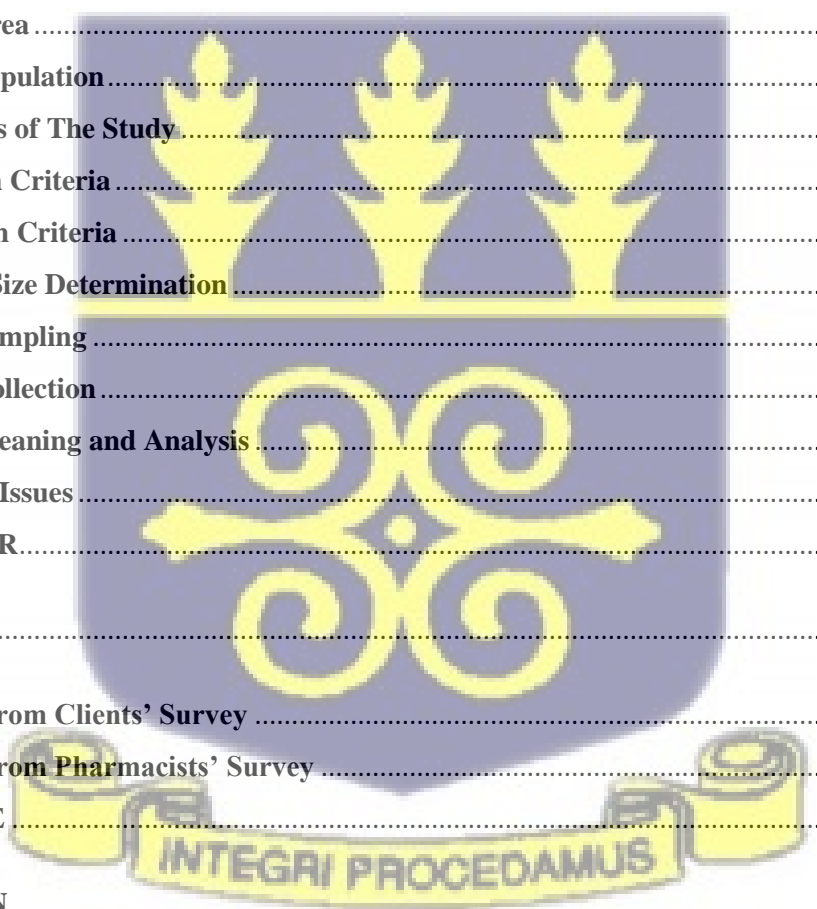 rea ........................
pulation ........................
s of The Study ........................
n Criteria ........................
n Criteria ........................
Size Determination ........................
mpling ........................
ollection ........................
eaning and Analysis ........................
Issues ........................
R ........................
........................
rom Clients’ Survey ........................
rom Pharmacists’ Survey ........................
E ........................
INTEGRI PROCEDAMUS
N